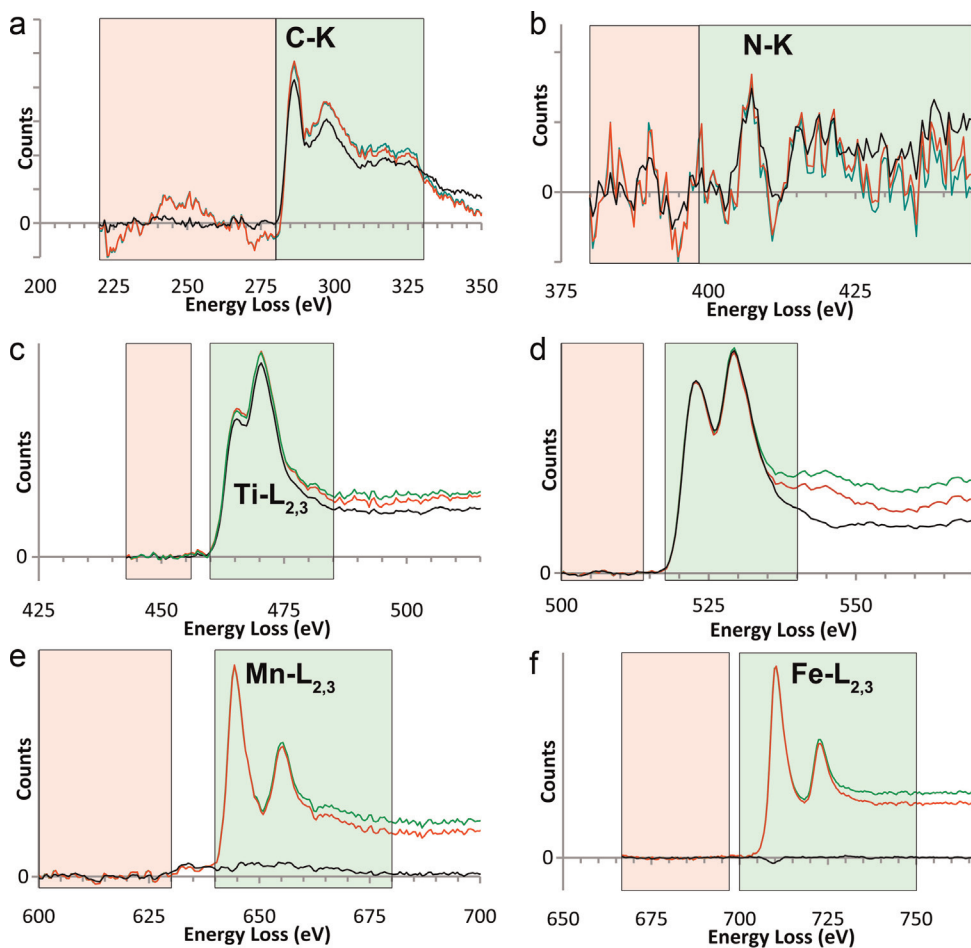 a
C-K
Counts
0
200 225 250 275 300 325 350
Energy Loss (eV)
b
N-K
Counts
0
375 400 425
Energy Loss (eV)
c
Ti-L2,3
Counts
0
425 450 475 500
Energy Loss (eV)
d
Counts
0
500 525 550
Energy Loss (eV)
e
Mn-L2,3
Counts
0
600 625 650 675 700
Energy Loss (eV)
f
Fe-L2,3
Counts
0
650 675 700 725 750
Energy Loss (eV)